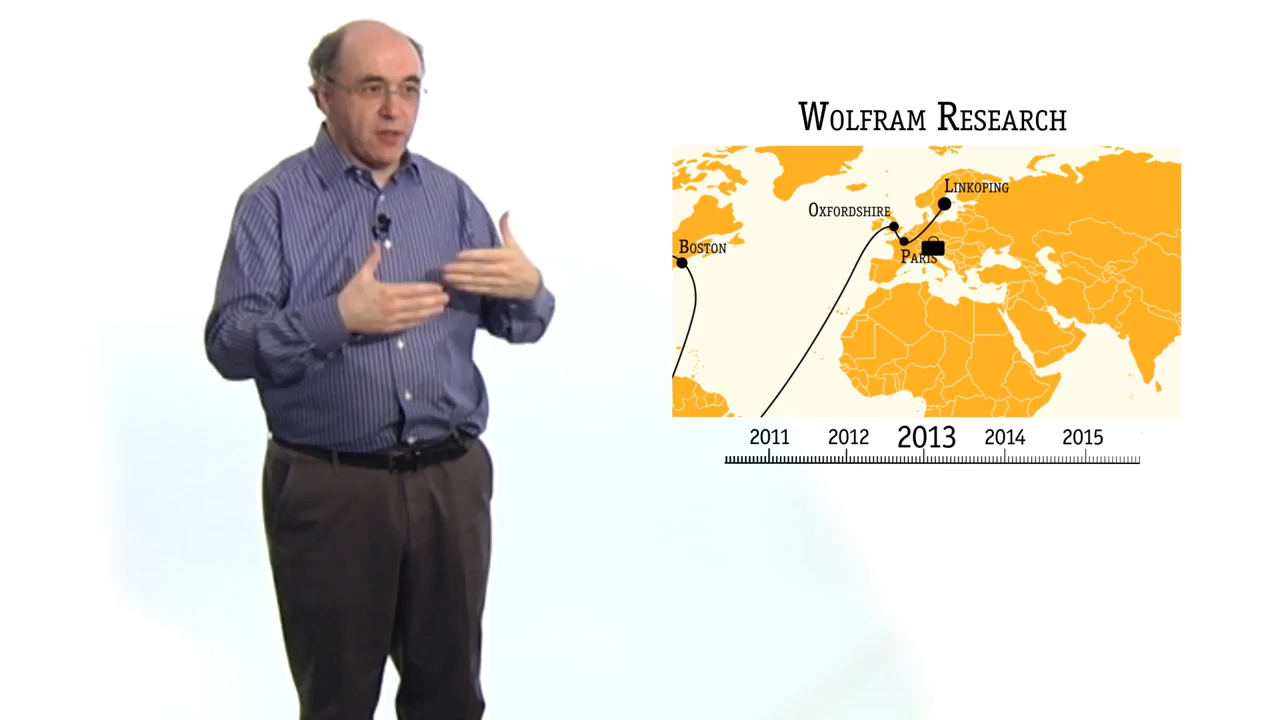 WOLFRAM RESEARCH
LINKOPING
OXFORDSHIRE
BOSTON
PARIS
2011 2012 2013 2014 2015